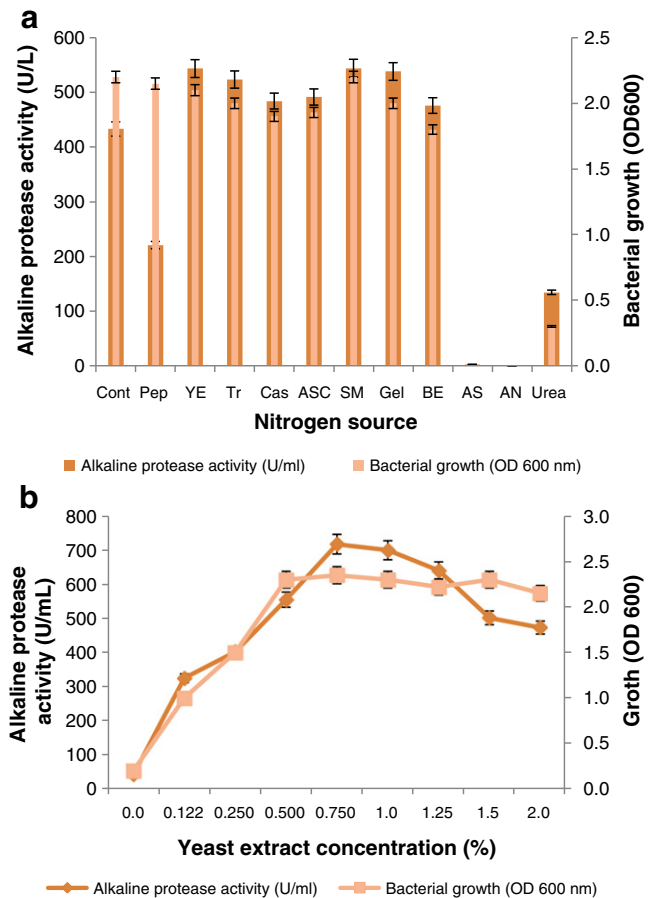 a
600
500
400
300
200
100
0
Alkaline protease activity (U/L)
2.5
2.0
1.5
1.0
0.5
0.0
Bacterial growth (OD600)
Cont Pep YE Tr Cas ASC SM Gel BE AS AN Urea
Nitrogen source
Alkaline protease activity (U/ml) Bacterial growth (OD 600 nm)
b
800
700
600
500
400
300
200
100
0
Alkaline protease
activity (U/mL)
3.0
2.5
2.0
1.5
1.0
0.5
0.0
Groth (OD 600)
0.0 0.122 0.250 0.500 0.750 1.0 1.25 1.5 2.0
Yeast extract concentration (%)
Alkaline protease activity (U/ml) Bacterial growth (OD 600 nm)